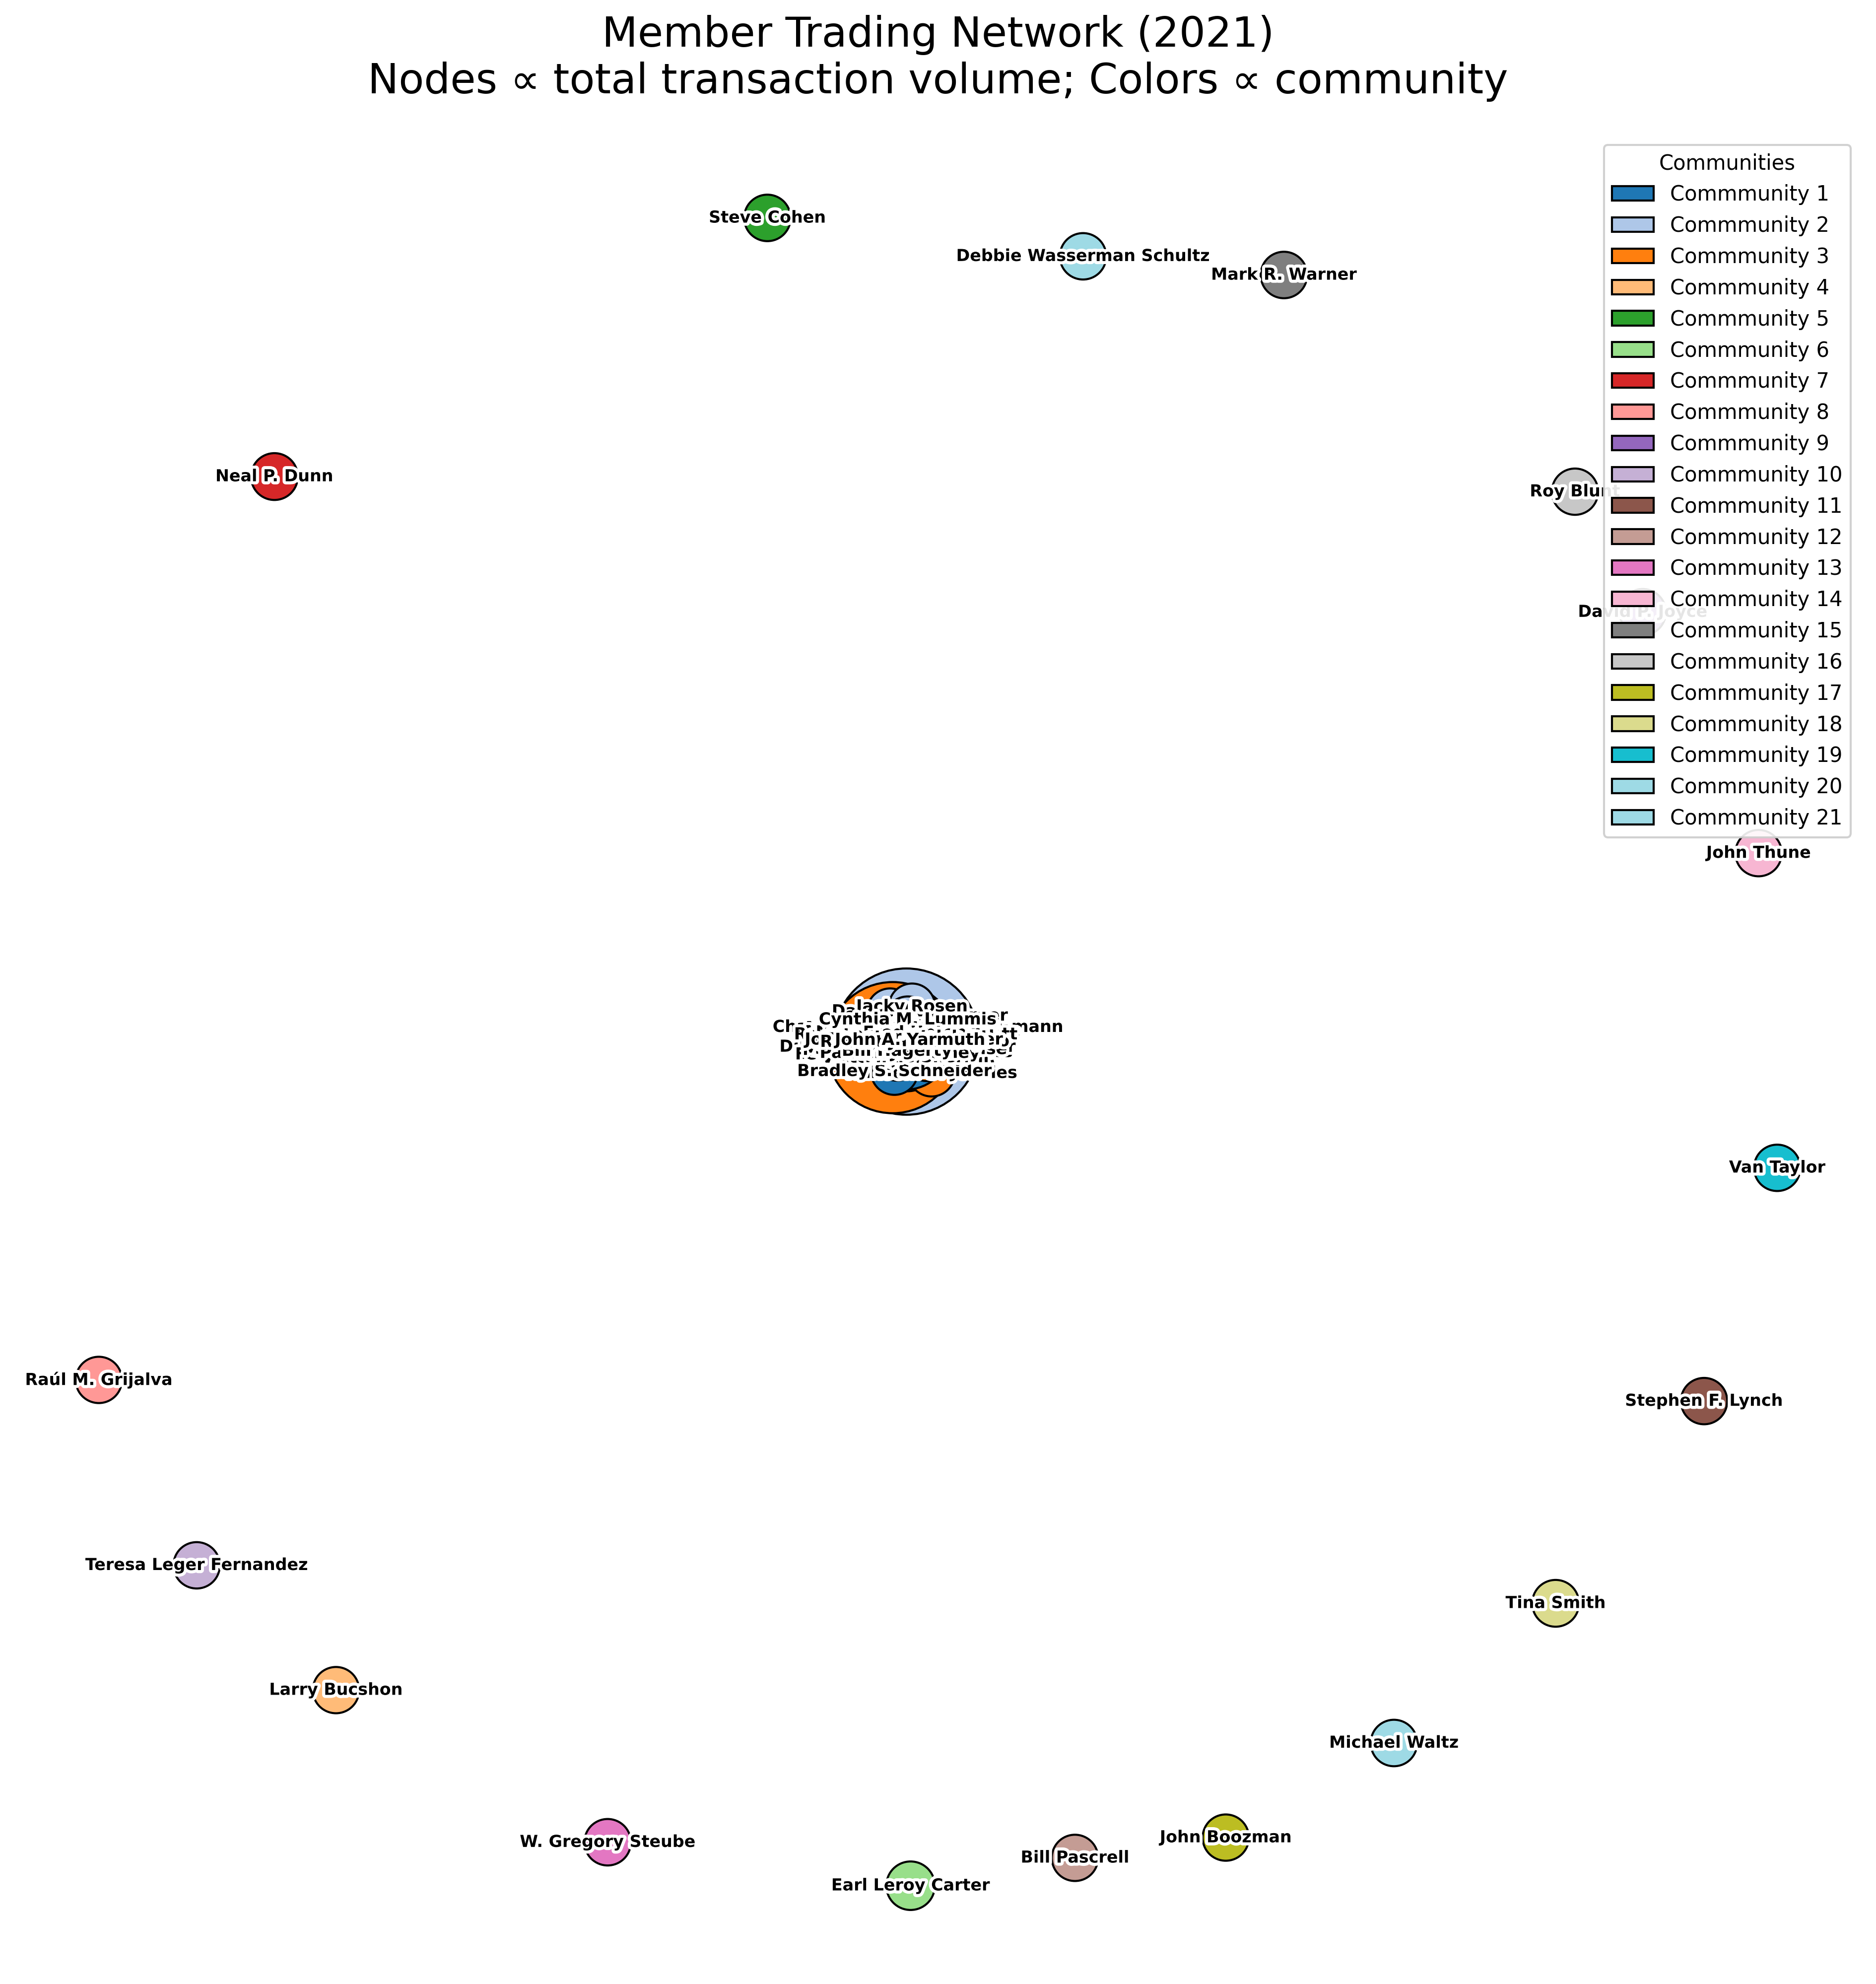 Member Trading Network (2021)
Nodes ∝ total transaction volume; Colors ∝ community
Communities
Commmunity 1
Commmunity 2
Commmunity 3
Commmunity 4
Commmunity 5
Commmunity 6
Commmunity 7
Commmunity 8
Commmunity 9
Commmunity 10
Commmunity 11
Commmunity 12
Commmunity 13
Commmunity 14
Commmunity 15
Commmunity 16
Commmunity 17
Commmunity 18
Commmunity 19
Commmunity 20
Commmunity 21
Steve Cohen
Debbie Wasserman Schultz
Mark R. Warner
Neal P. Dunn
Roy Blunt
David P. Joyce
John Thune
Jacky Rosen
Cynthia M. Lummis
John A. Yarmuth
Bill Hagerty
Bradley S. Schneider
Van Taylor
Raúl M. Grijalva
Stephen F. Lynch
Teresa Leger Fernandez
Tina Smith
Larry Bucshon
Michael Waltz
W. Gregory Steube
John Boozman
Bill Pascrell
Earl Leroy Carter